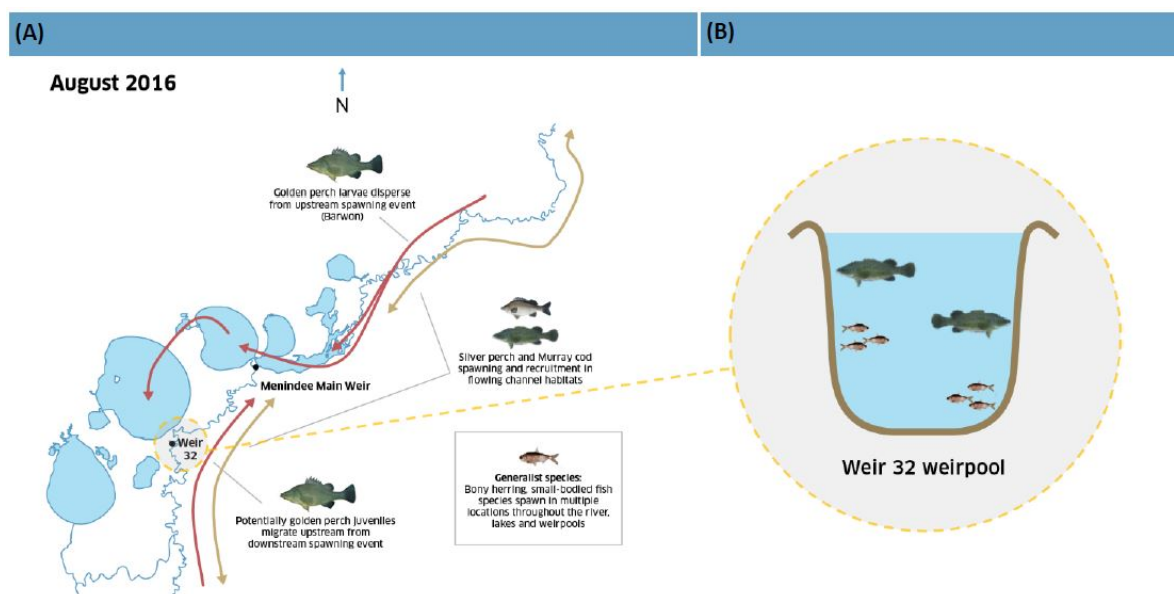 (A)
(B)
August 2016
N
Golden perch larvae disperse
from upstream spawning event
(Barwon)
Silver perch and Murray cod
spawning and recruitment in
flowing channel habitats
Menindee Main Weir
Weir
32
Generalist species:
Bony herring, small-bodied fish
species spawn in multiple
locations throughout the river,
lakes and weirpools
Potentially golden perch juveniles
migrate upstream from
downstream spawning event
Weir 32 weirpool